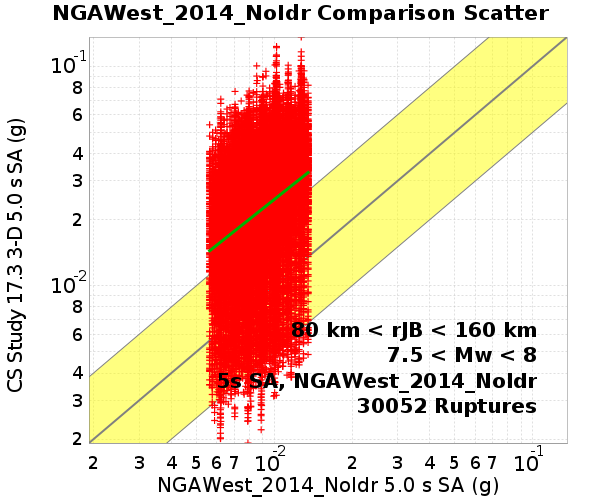 NGAWest_2014_NoIdr Comparison Scatter
CS Study 17.3 3-D 5.0 s SA (g)
10-1
8
6
4
3
2
10-2
8
6
4
3
2
80 km < rJB < 160 km
7.5 < Mw < 8
5s SA, NGAWest_2014_NoIdr
30052 Ruptures
2 3 4 5 6 7 10-2 2 3 4 5 6 7 10-1
NGAWest_2014_NoIdr 5.0 s SA (g)